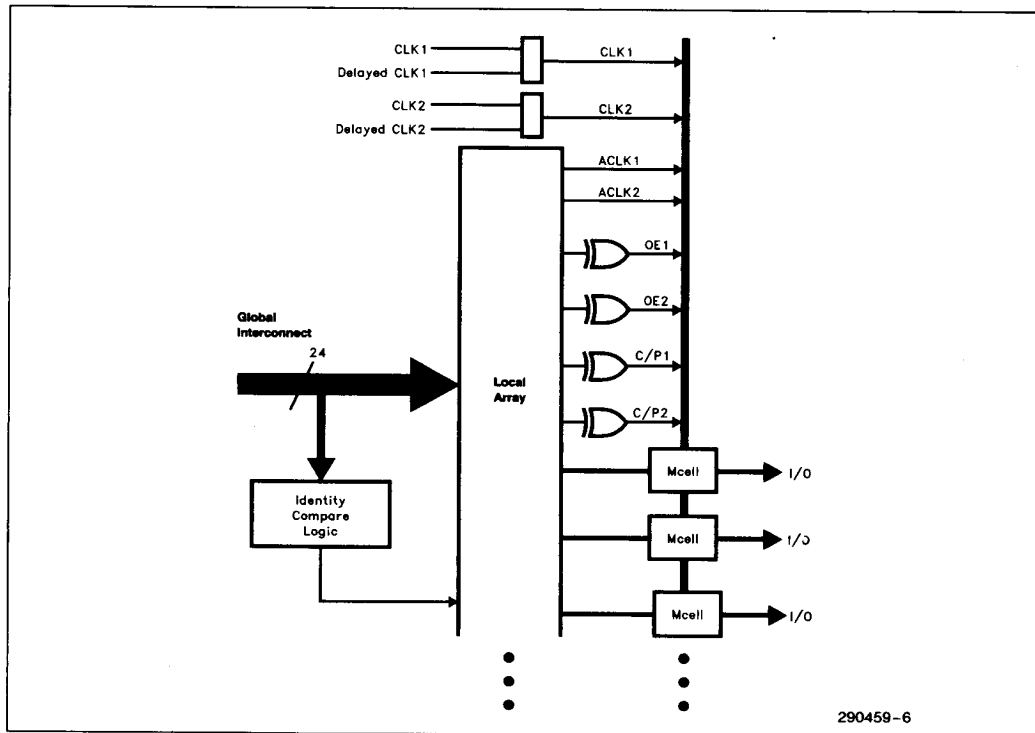 CLK1
CLK1
Delayed CLK1
CLK2
CLK2
Delayed CLK2
ACLK1
ACLK2
OE1
OE2
Global
Interconnect
24
C/P1
Local
Array
C/P2
Mcell
I/O
Identity
Compare
Logic
Mcell
I/O
Mcell
I/O
290459-6